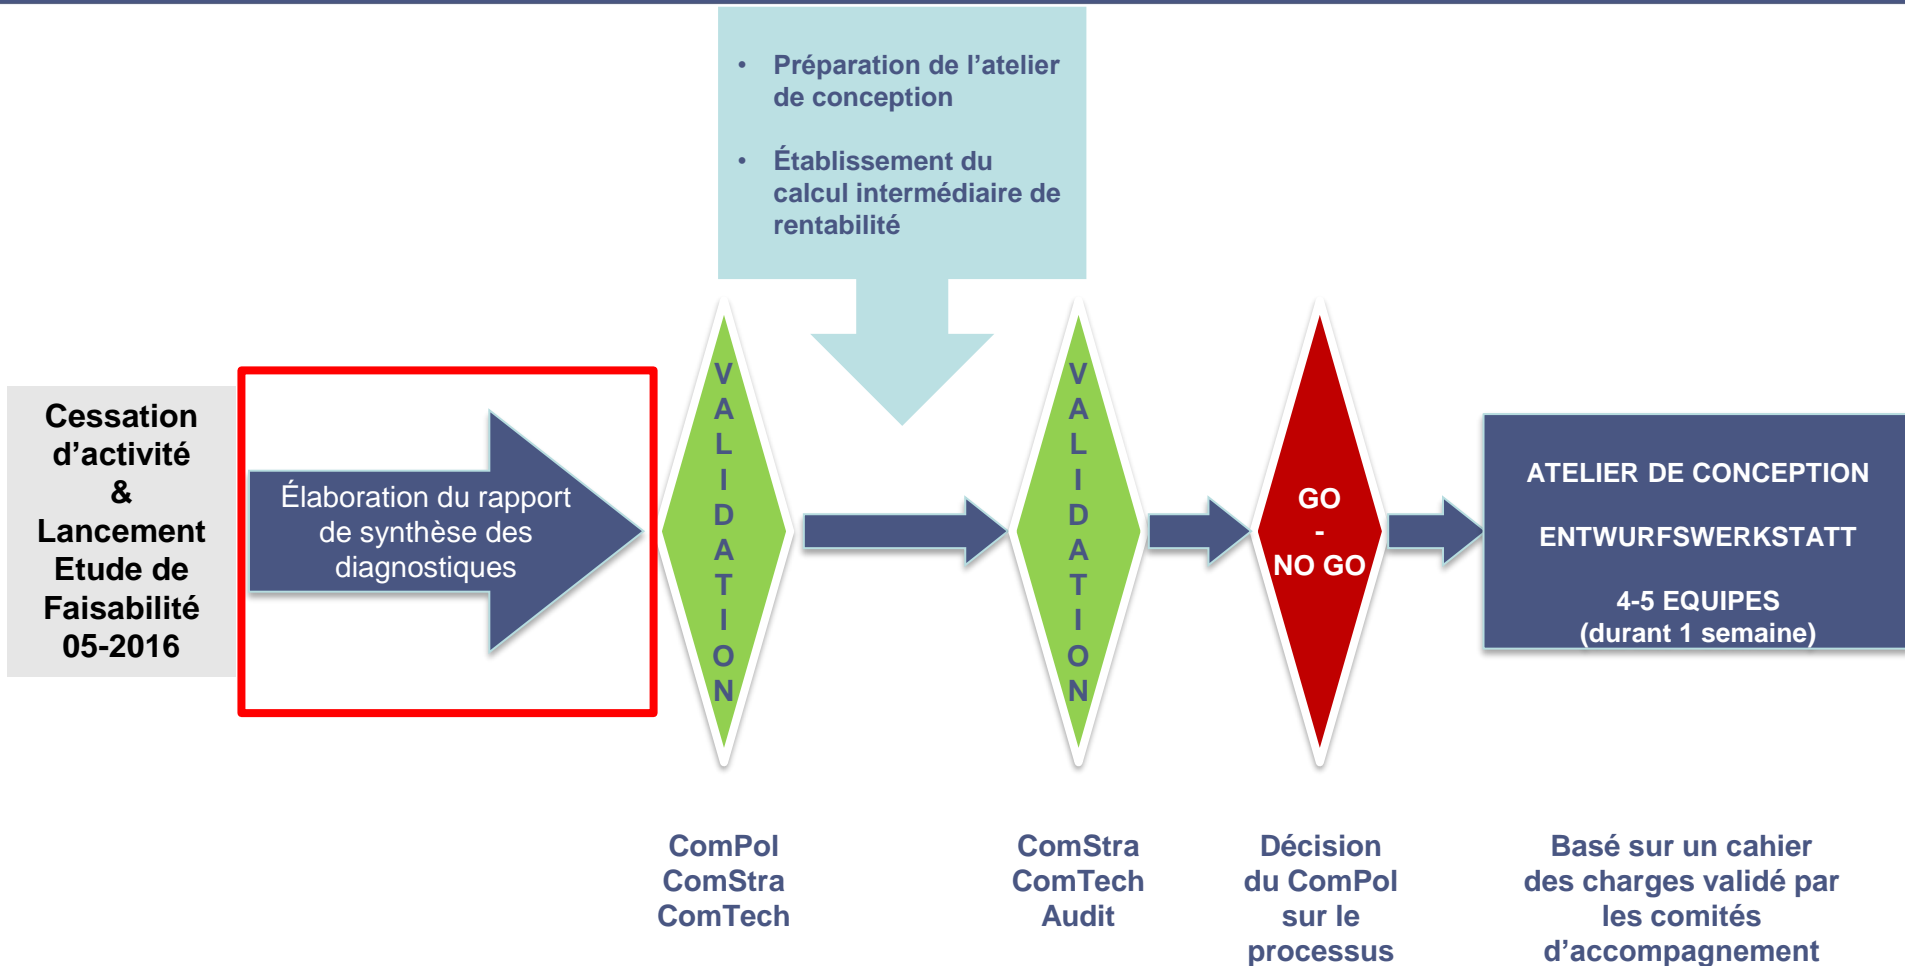 • Préparation de l’atelier
de conception
• Établissement du
calcul intermédiaire de
rentabilité
Cessation
d’activité
&
Lancement
Etude de
Faisabilité
05-2016
Élaboration du rapport
de synthèse des
diagnostiques
V
A
L
I
D
A
T
I
O
N
V
A
L
I
D
A
T
I
O
N
GO
-
NO GO
ATELIER DE CONCEPTION
ENTWURFSWERKSTATT
4-5 EQUIPES
(durant 1 semaine)
ComPol
ComStra
ComTech
ComStra
ComTech
Audit
Décision
du ComPol
sur le
processus
Basé sur un cahier
des charges validé par
les comités
d’accompagnement